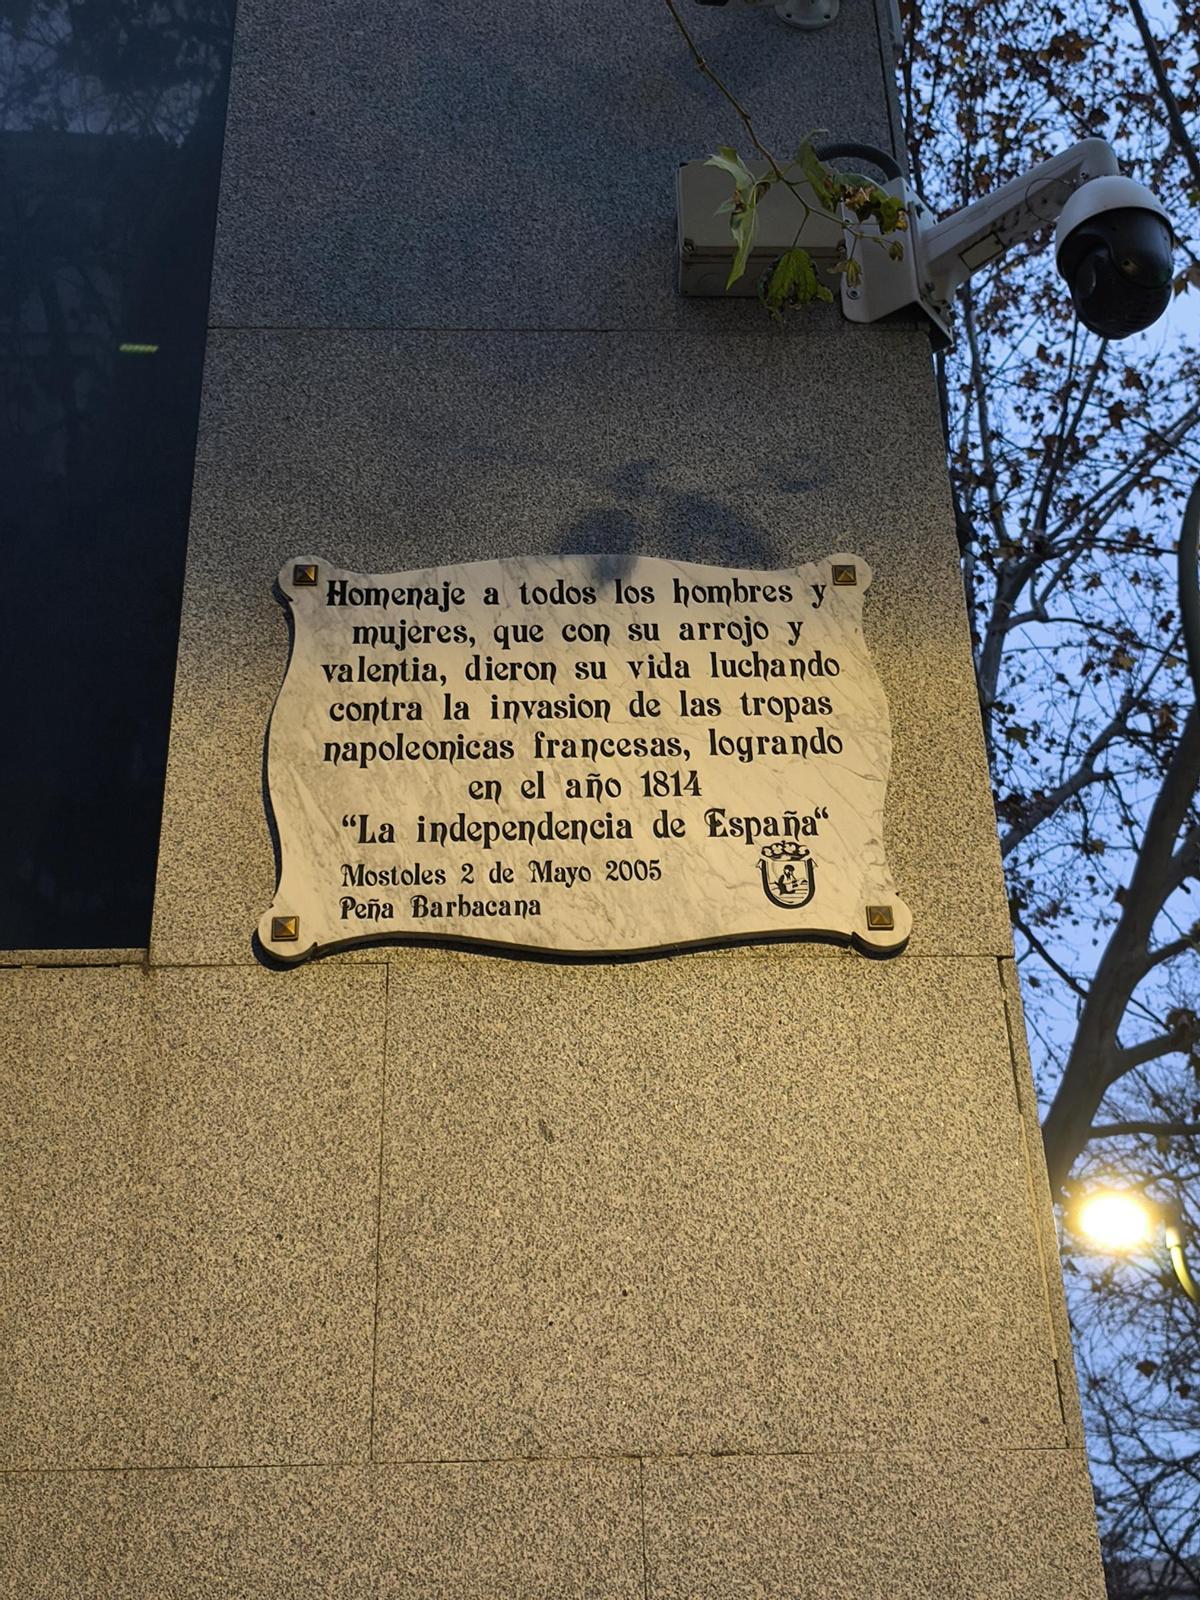 Homenaje a todos los hombres y
mujeres, que con su arrojo y
valentia, dieron su vida luchando
contra la invasion de las tropas
napoleonicas francesas, logrando
en el año 1814
“La independencia de España“
Mostoles 2 de Mayo 2005
Peña Barbacana